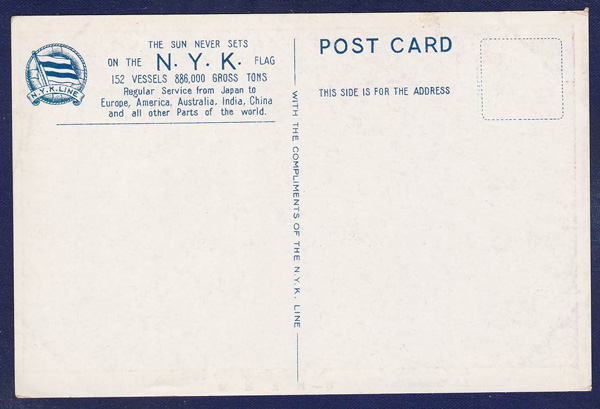 THE SUN NEVER SETS
ON THE N. Y. K. FLAG
152 VESSELS 886,000 GROSS TONS
Regular Service from Japan to
Europe, America, Australia, India, China
and all other Parts of the world.
N.Y.K. LINE
WITH THE COMPLIMENTS OF THE N.Y.K. LINE
POST CARD
THIS SIDE IS FOR THE ADDRESS